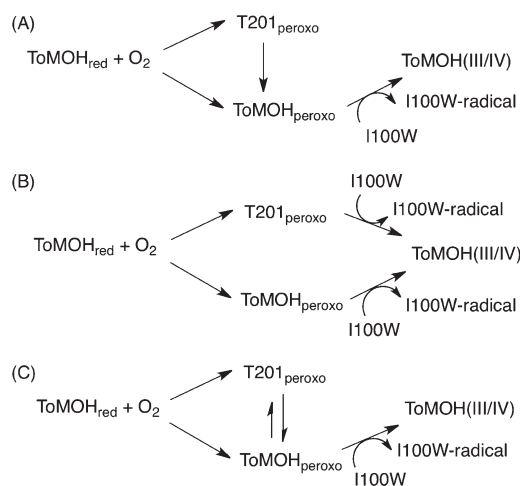 (A)
T201peroxo
ToMOHred + O2
ToMOH(III/IV)
I100W-radical
ToMOHperoxo
I100W
(B)
I100W
T201peroxo
I100W-radical
ToMOHred + O2
ToMOH(III/IV)
ToMOHperoxo
I100W-radical
I100W
(C)
T201peroxo
ToMOHred + O2
ToMOH(III/IV)
I100W-radical
ToMOHperoxo
I100W